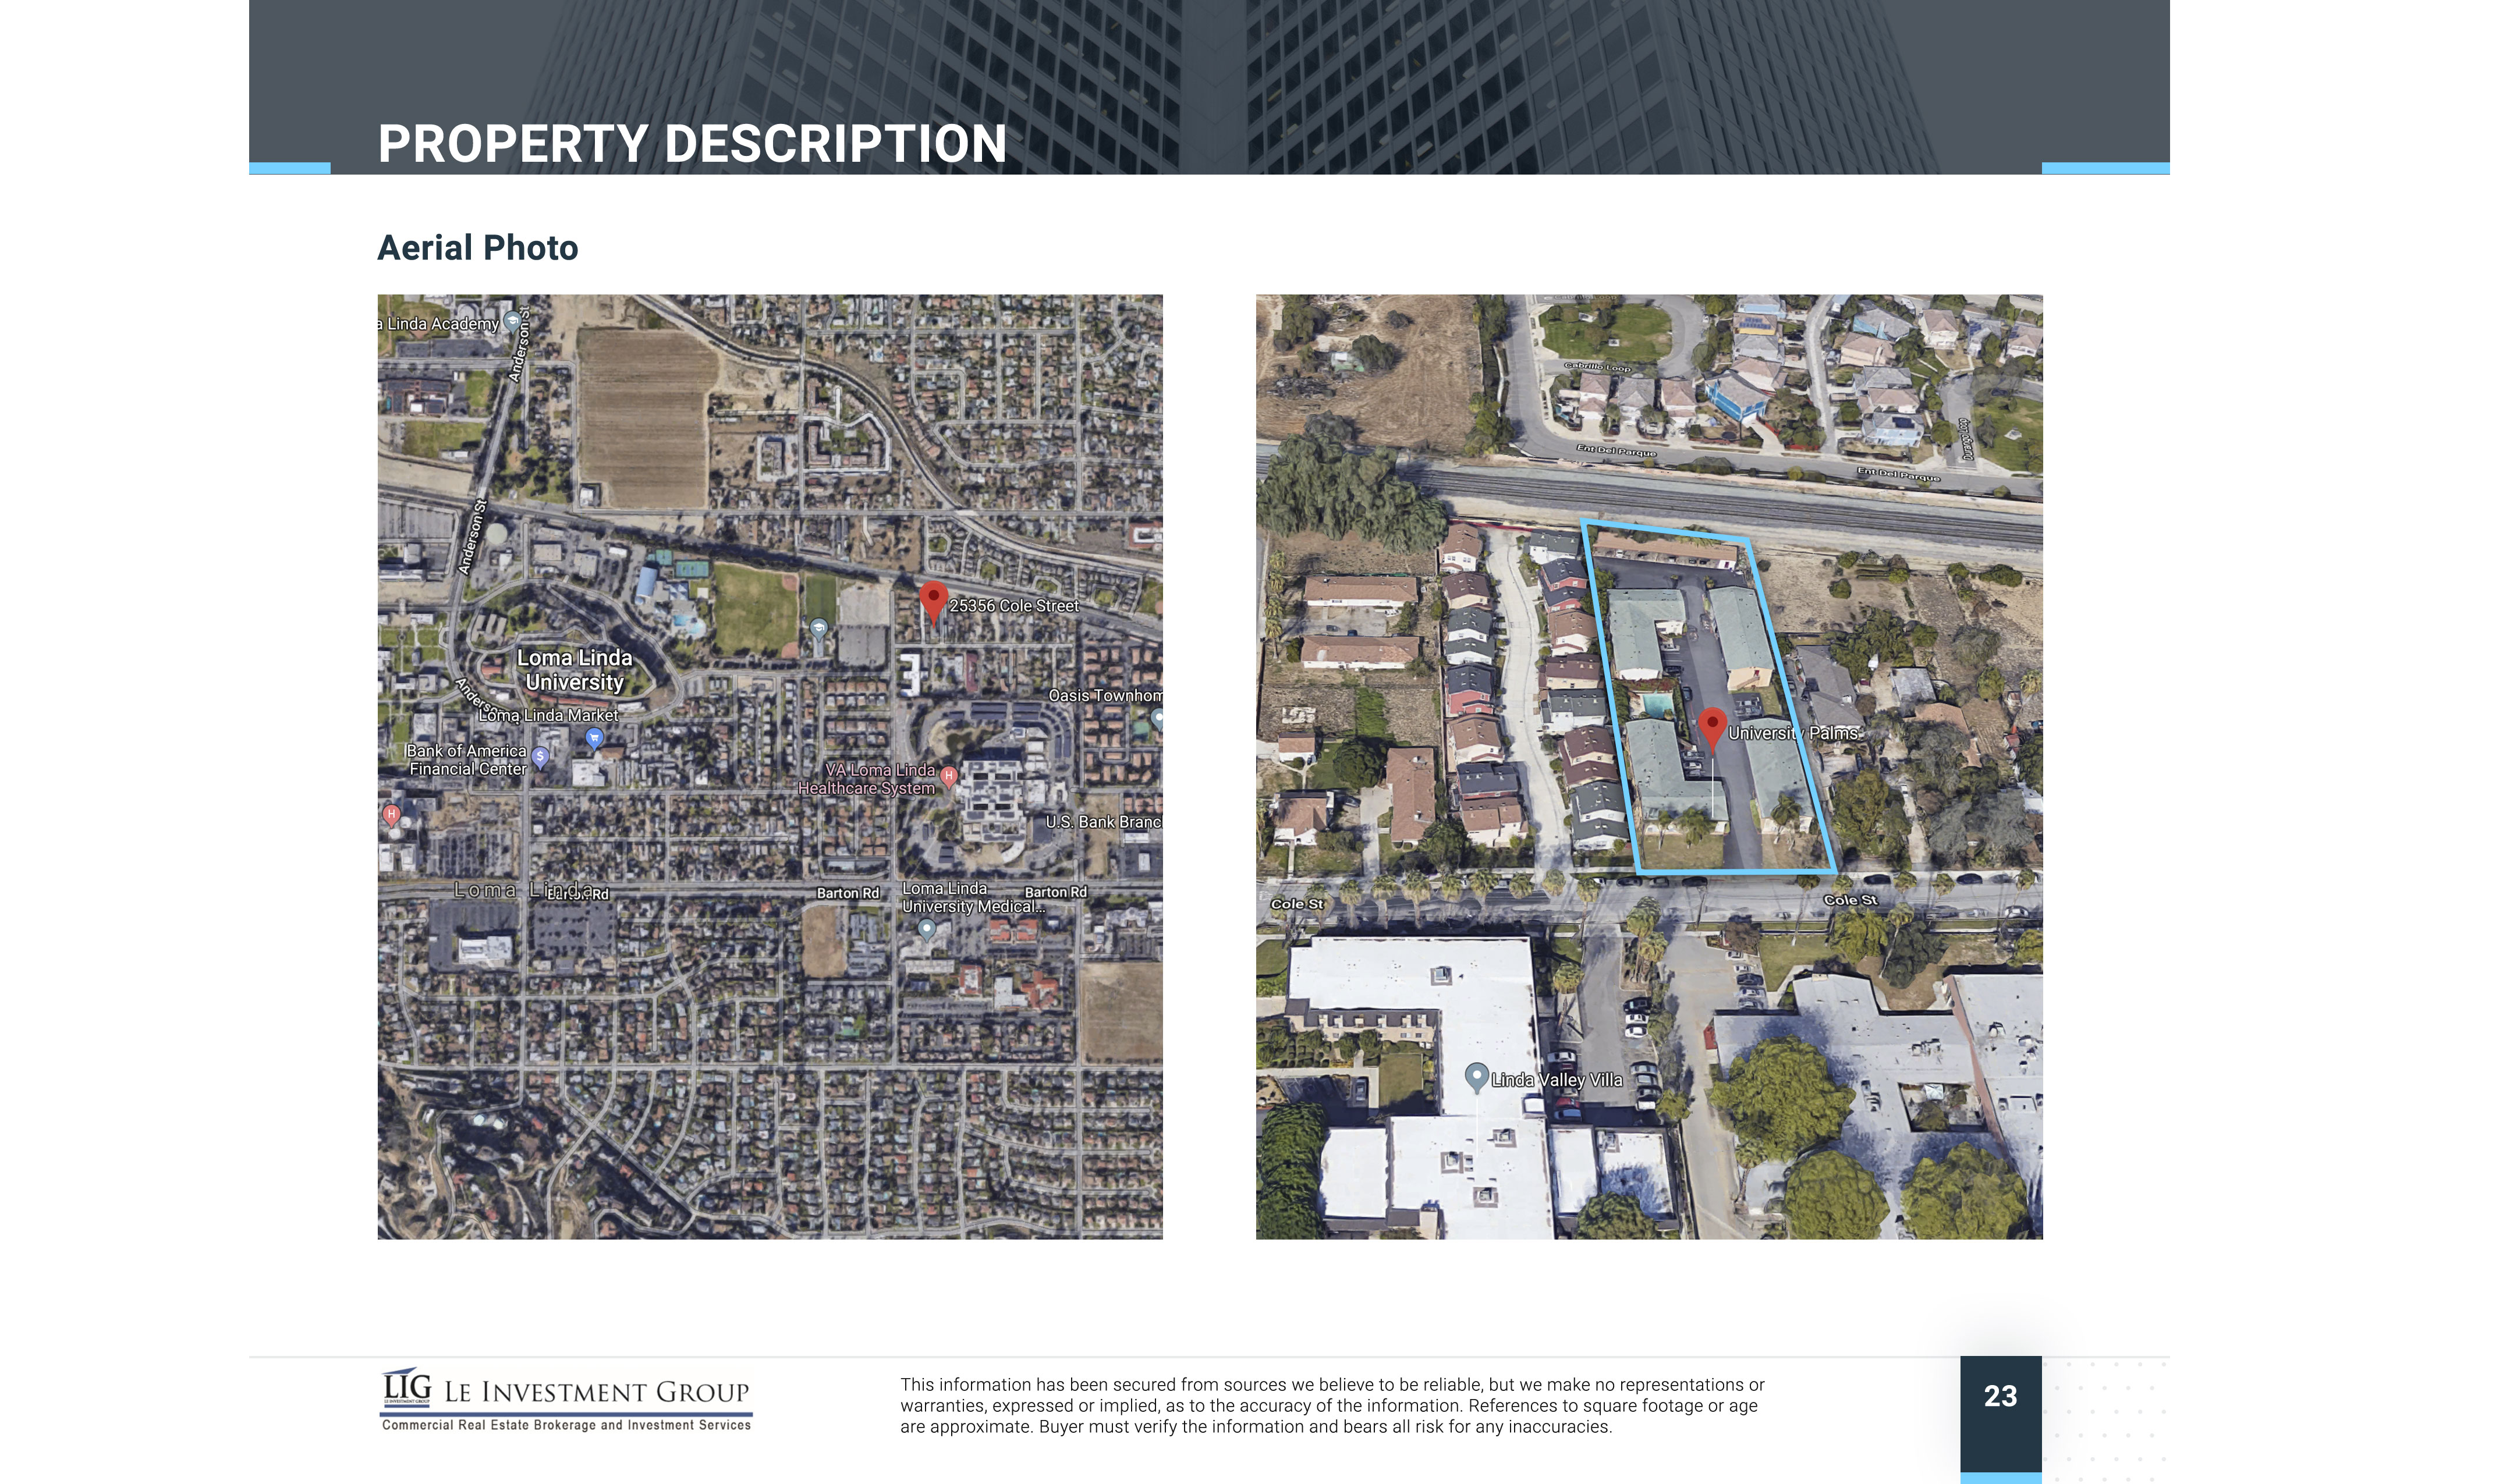 PROPERTY DESCRIPTION
Aerial Photo
a Linda Academy
Anderson St
Anderson St
25356 Cole Street
Loma Linda
University
Oasis Townhom
Anderso
Loma Linda Market
Bank of America
Financial Center
VA Loma Linda
Healthcare System
U.S. Bank Branc
Loma Linda
Barton Rd
Barton Rd
Loma Linda
University Medical...
Barton Rd
Cabrillo Loop
Ent Del Parque
Durango Loop
Ent Del Parque
University Palms
Cole St
Cole St
Linda Valley Villa
LIG
LE INVESTMENT GROUP
LE INVESTMENT GROUP
Commercial Real Estate Brokerage and Investment Services
This information has been secured from sources we believe to be reliable, but we make no representations or
warranties, expressed or implied, as to the accuracy of the information. References to square footage or age
are approximate. Buyer must verify the information and bears all risk for any inaccuracies.
23